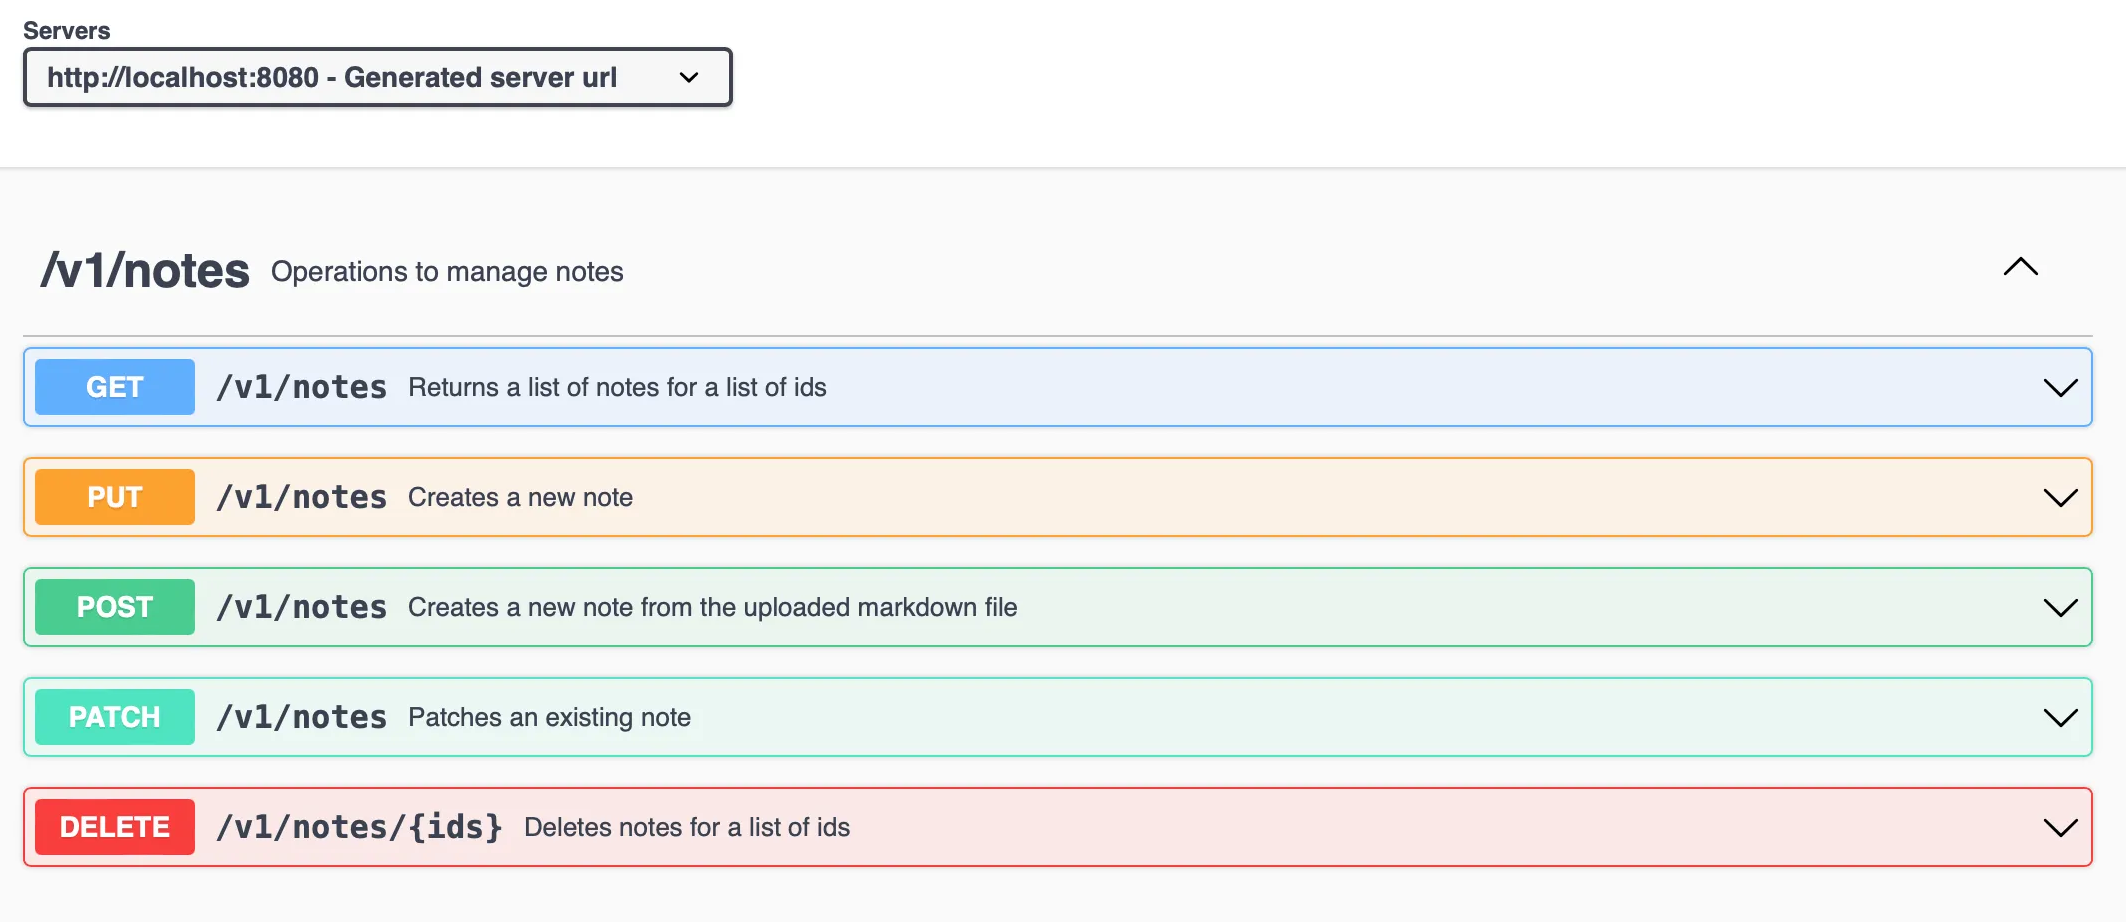 Servers
http://localhost:8080 - Generated server url
/v1/notes Operations to manage notes
GET /v1/notes Returns a list of notes for a list of ids
PUT /v1/notes Creates a new note
POST /v1/notes Creates a new note from the uploaded markdown file
PATCH /v1/notes Patches an existing note
DELETE /v1/notes/{ids} Deletes notes for a list of ids